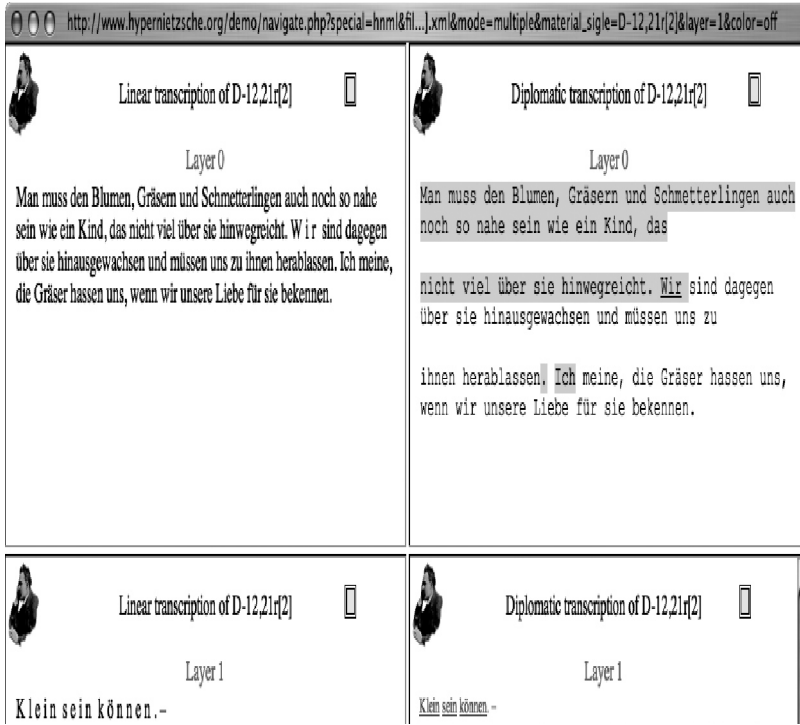 http://www.hypernietzsche.org/demo/navigate.php?special=hnml&fil...].xml&mode=multiple&material_sigle=D-12,21r[2]&layer=1&color=off
Linear transcription of D-12,21r[2]
Layer 0
Man muss den Blumen, Gräsern und Schmetterlingen auch noch so nahe
sein wie ein Kind, das nicht viel über sie hinwegreicht. W i r sind dagegen
über sie hinausgewachsen und müssen uns zu ihnen herablassen. Ich meine,
die Gräser hassen uns, wenn wir unsere Liebe für sie bekennen.
Diplomatic transcription of D-12,21r[2]
Layer 0
Man muss den Blumen, Gräsern und Schmetterlingen auch
noch so nahe sein wie ein Kind, das
nicht viel über sie hinwegreicht. Wir sind dagegen
über sie hinausgewachsen und müssen uns zu
ihnen herablassen. Ich meine, die Gräser hassen uns,
wenn wir unsere Liebe für sie bekennen.
Linear transcription of D-12,21r[2]
Layer 1
K l e i n s e i n k ö n n e n . –
Diplomatic transcription of D-12,21r[2]
Layer 1
Klein sein können. –